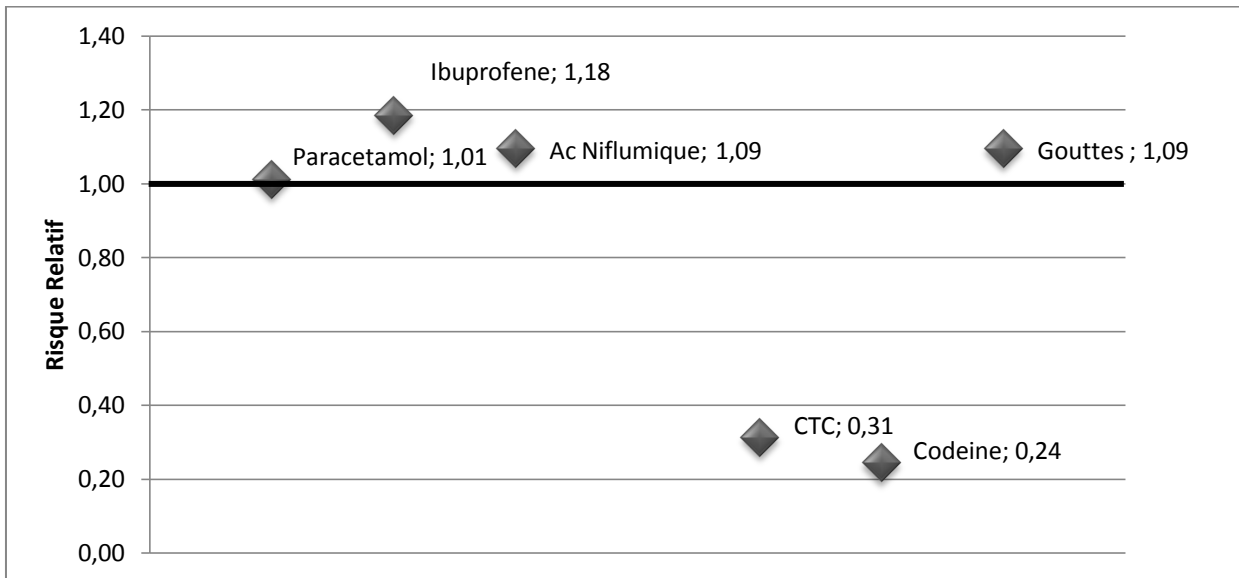 Risque Relatif
1,40
1,20
1,00
0,80
0,60
0,40
0,20
0,00
Ibuprofene; 1,18
Paracetamol; 1,01
Ac Niflumique; 1,09
Gouttes ; 1,09
CTC; 0,31
Codeine; 0,24